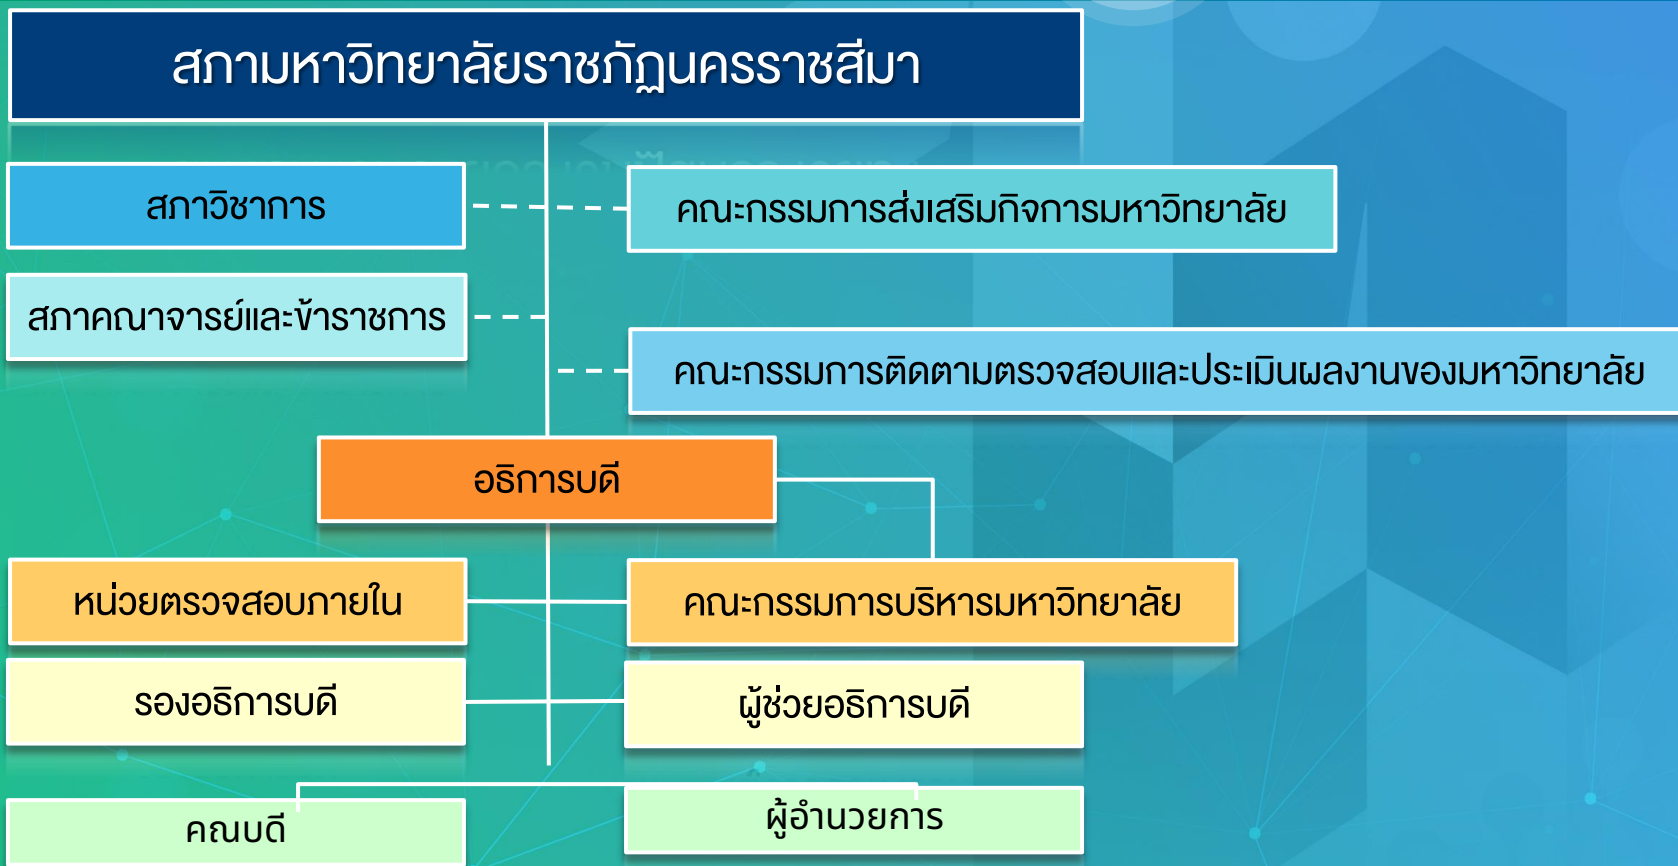 สภามหาวิทยาลัยราชภัฏนครราชสีมา
สภาวิชาการ
คณะกรรมการส่งเสริมกิจการมหาวิทยาลัย
สภาคณาจารย์และข้าราชการ
คณะกรรมการติดตามตรวจสอบและประเมินผลงานของมหาวิทยาลัย
อธิการบดี
หน่วยตรวจสอบภายใน
คณะกรรมการบริหารมหาวิทยาลัย
รองอธิการบดี
ผู้ช่วยอธิการบดี
คณบดี
ผู้อำนวยการ